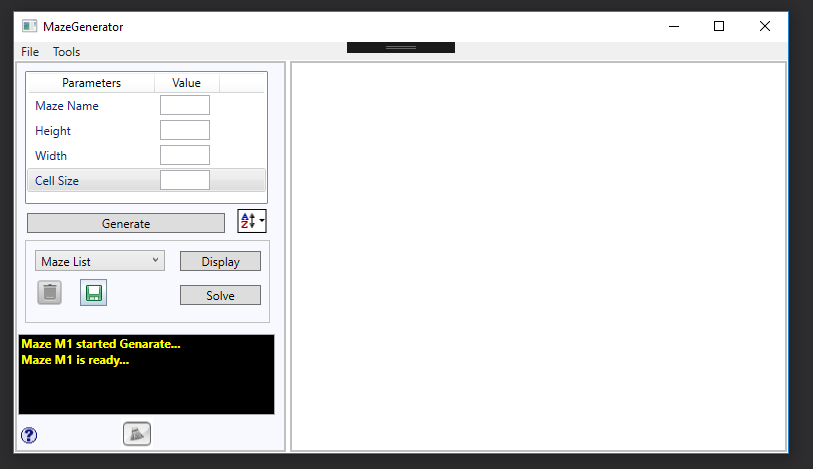 MazeGenerator
File Tools
Parameters Value
Maze Name
Height
Width
Cell Size
Generate
A Z
Maze List Display
Solve
Maze M1 started Genarate...
Maze M1 is ready...
?